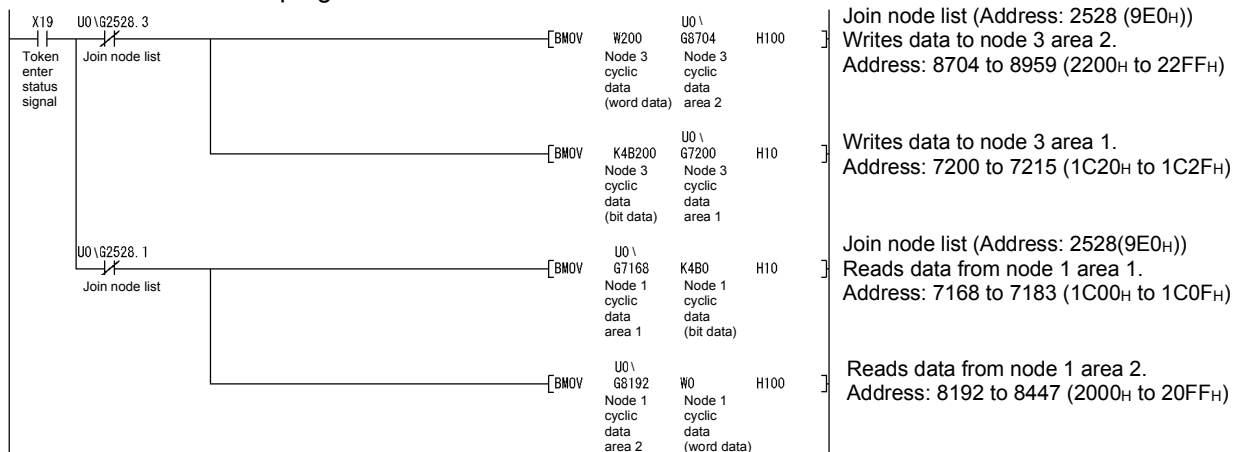 X19 U0\G2528.3
Token enter status signal
Join node list
BMOV W200 U0\G8704 H100
Node 3 cyclic data (word data)
Node 3 cyclic data area 2
Join node list (Address: 2528 (9E0H))
Writes data to node 3 area 2.
Address: 8704 to 8959 (2200H to 22FFH)
BMOV K4B200 U0\G7200 H10
Node 3 cyclic data (bit data)
Node 3 cyclic data area 1
Writes data to node 3 area 1.
Address: 7200 to 7215 (1C20H to 1C2FH)
U0\G2528.1
Join node list
BMOV U0\G7168 K4B0 H10
Node 1 cyclic data area 1
Node 1 cyclic data (bit data)
Join node list (Address: 2528(9E0H))
Reads data from node 1 area 1.
Address: 7168 to 7183 (1C00H to 1C0FH)
BMOV U0\G8192 W0 H100
Node 1 cyclic data area 2
Node 1 cyclic data (word data)
Reads data from node 1 area 2.
Address: 8192 to 8447 (2000H to 20FFH)